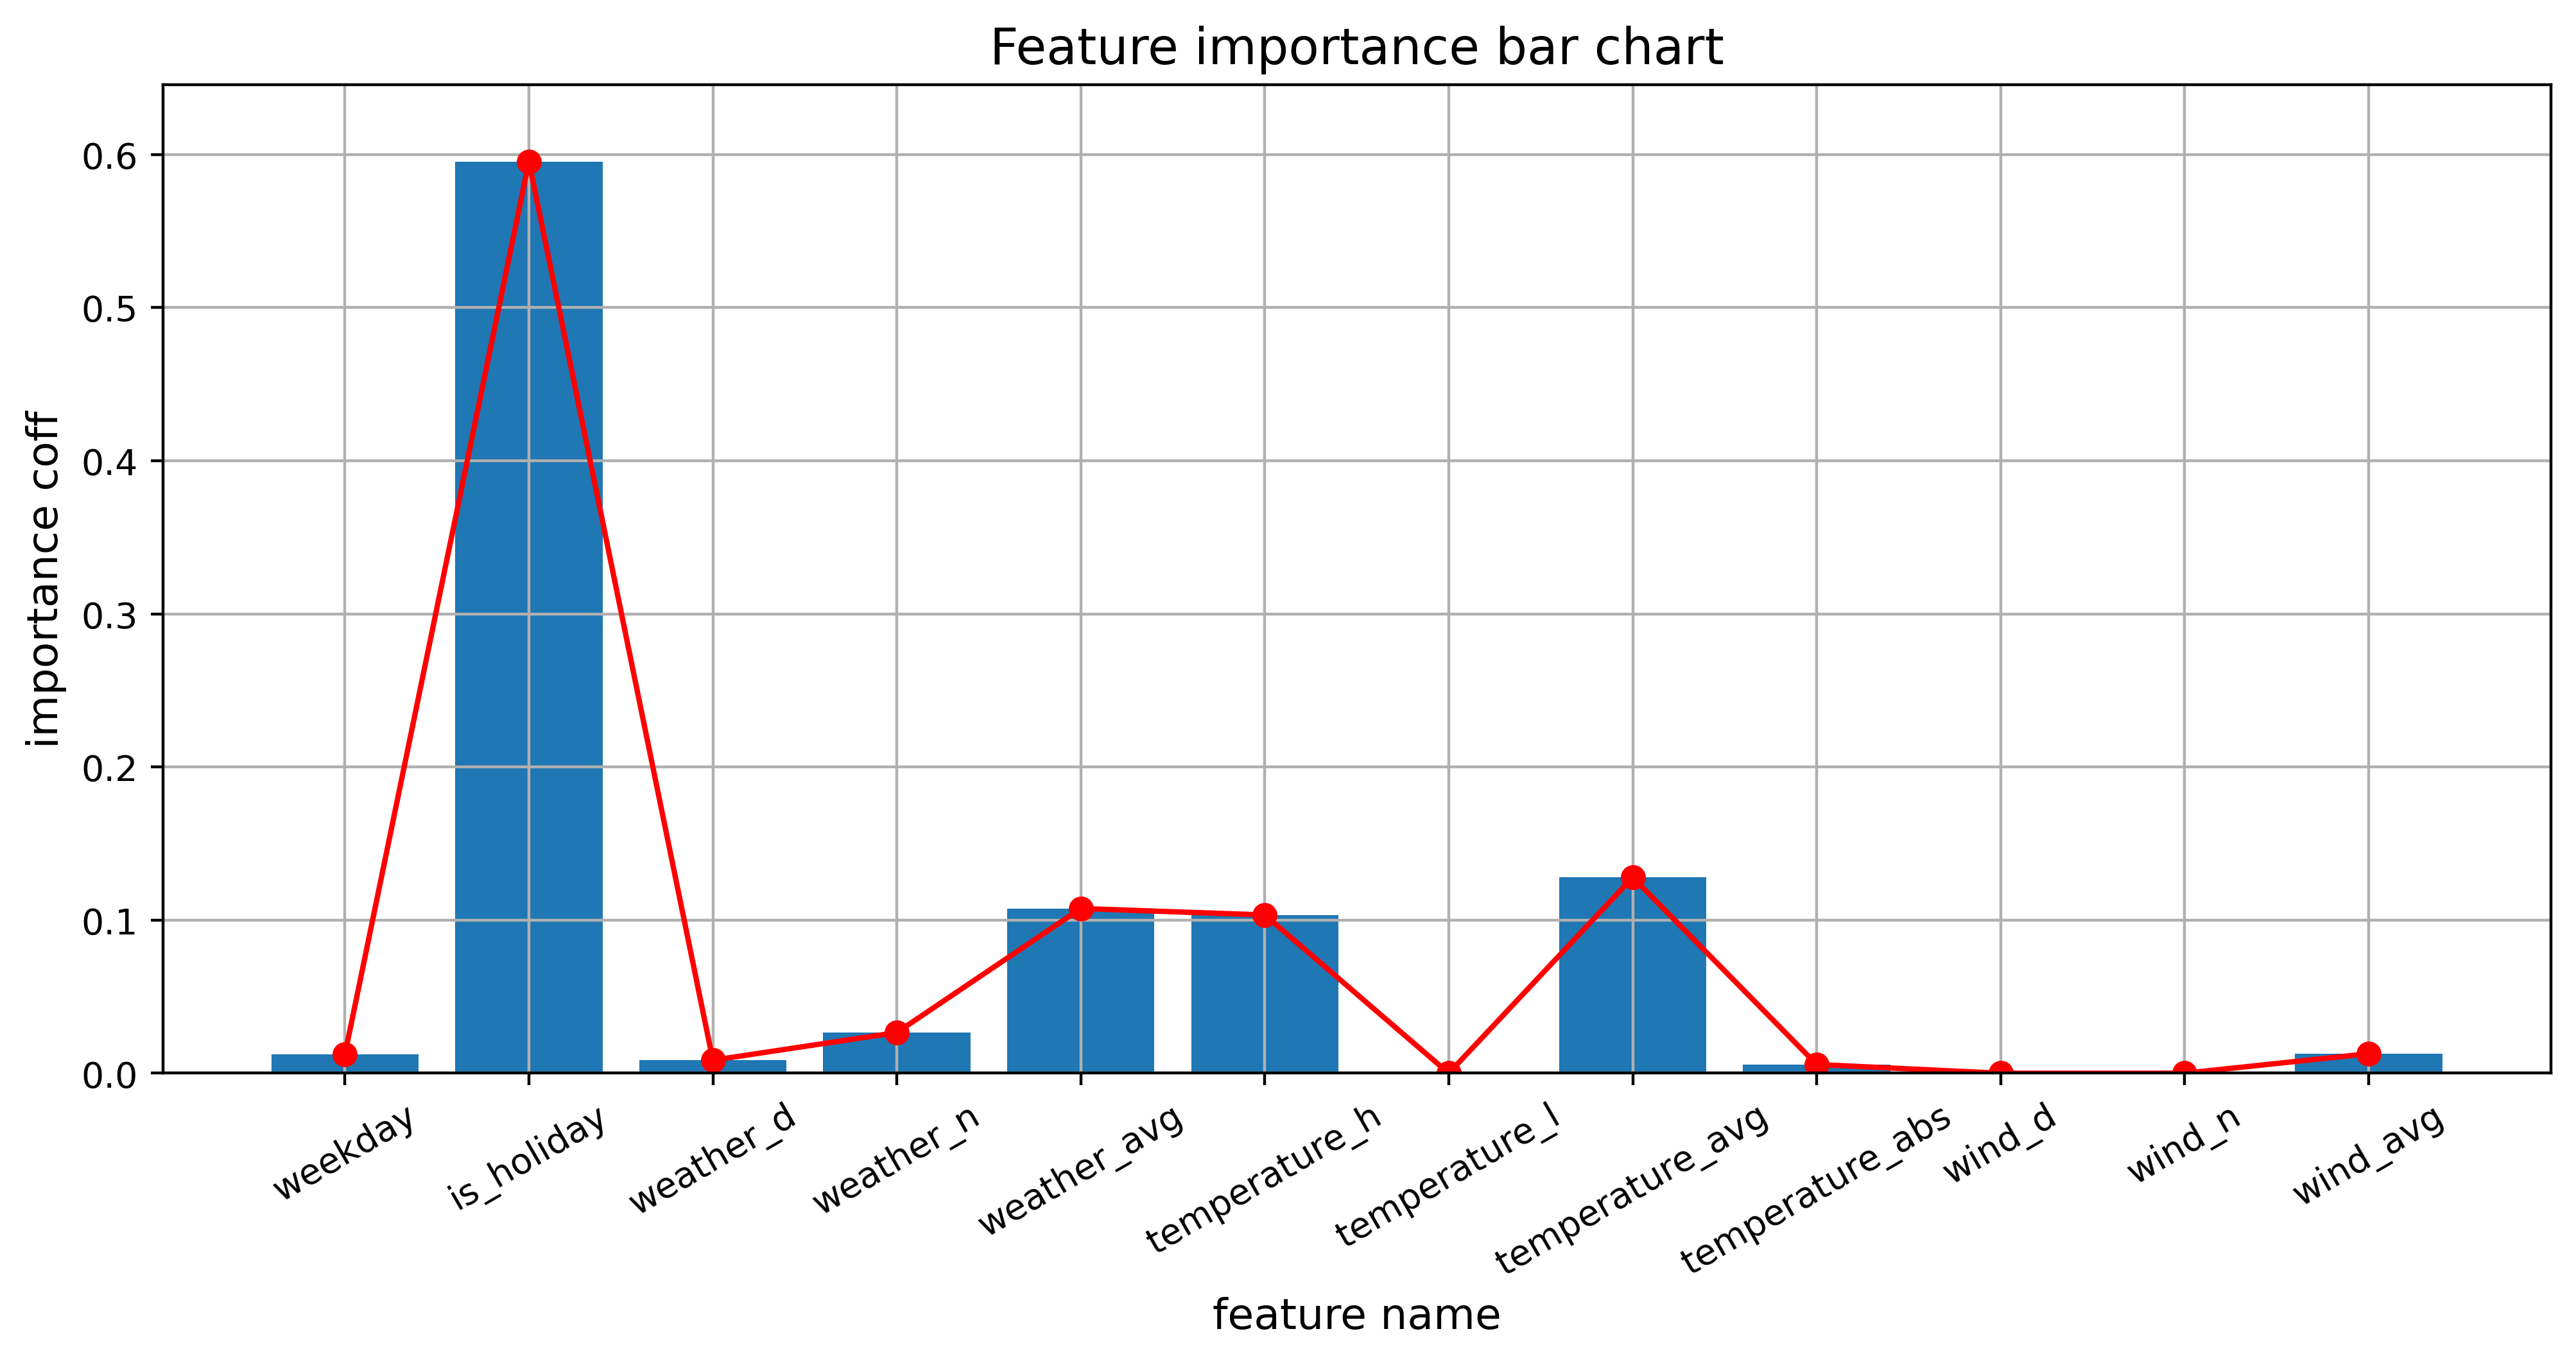 Feature importance bar chart
importance coff
0.6
0.5
0.4
0.3
0.2
0.1
0.0
weekday
is_holiday
weather_d
weather_n
weather_avg
temperature_h
temperature_l
temperature_avg
temperature_abs
wind_d
wind_n
wind_avg
feature name